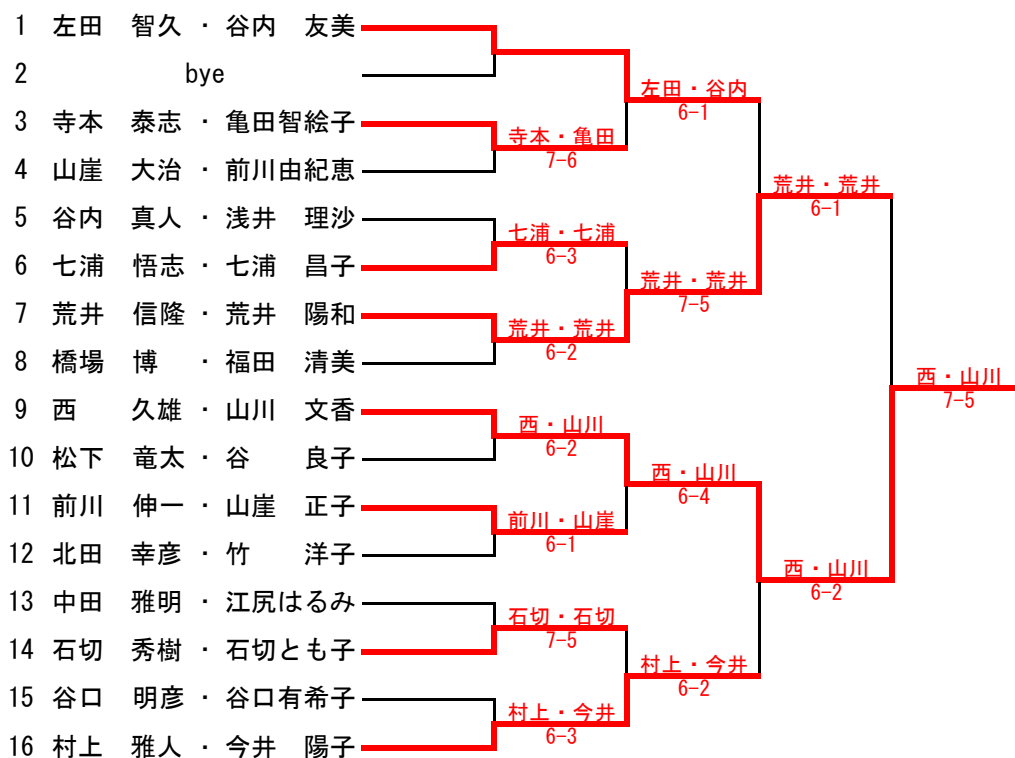 1 左田 智久 ・ 谷内 友美
2 bye
3 寺本 泰志 ・ 亀田智絵子
4 山崖 大治 ・ 前川由紀恵
5 谷内 真人 ・ 浅井 理沙
6 七浦 悟志 ・ 七浦 昌子
7 荒井 信隆 ・ 荒井 陽和
8 橋場 博 ・ 福田 清美
9 西 久雄 ・ 山川 文香
10 松下 竜太 ・ 谷 良子
11 前川 伸一 ・ 山崖 正子
12 北田 幸彦 ・ 竹 洋子
13 中田 雅明 ・ 江尻はるみ
14 石切 秀樹 ・ 石切とも子
15 谷口 明彦 ・ 谷口有希子
16 村上 雅人 ・ 今井 陽子
寺本・亀田
7-6
七浦・七浦
6-3
荒井・荒井
6-2
西・山川
6-2
前川・山崖
6-1
石切・石切
7-5
村上・今井
6-3
左田・谷内
6-1
荒井・荒井
7-5
西・山川
6-4
村上・今井
6-2
荒井・荒井
6-1
西・山川
6-2
西・山川
7-5